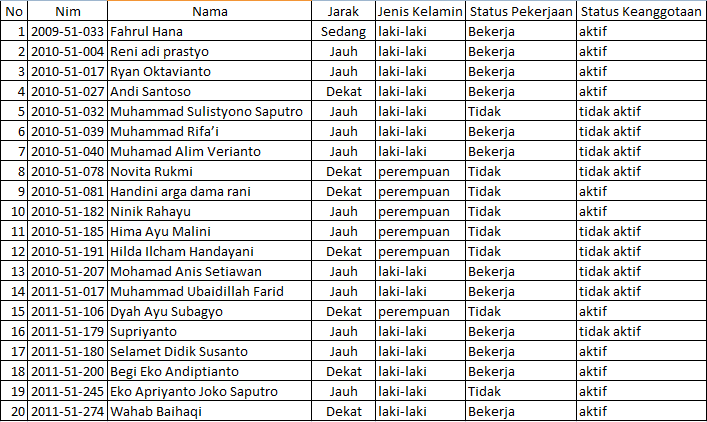 No Nim Nama Jarak Jenis Kelamin Status Pekerjaan Status Keanggotaan
1 2009-51-033 Fahrul Hana Sedang laki-laki Bekerja aktif
2 2010-51-004 Reni adi prastyo Jauh laki-laki Bekerja aktif
3 2010-51-017 Ryan Oktavianto Jauh laki-laki Bekerja aktif
4 2010-51-027 Andi Santoso Dekat laki-laki Bekerja aktif
5 2010-51-032 Muhammad Sulistyono Saputro Jauh laki-laki Tidak tidak aktif
6 2010-51-039 Muhammad Rifa’i Jauh laki-laki Bekerja tidak aktif
7 2010-51-040 Muhamad Alim Verianto Jauh laki-laki Bekerja tidak aktif
8 2010-51-078 Novita Rukmi Dekat perempuan Tidak tidak aktif
9 2010-51-081 Handini arga dama rani Dekat perempuan Tidak aktif
10 2010-51-182 Ninik Rahayu Jauh perempuan Tidak aktif
11 2010-51-185 Hima Ayu Malini Jauh perempuan Tidak tidak aktif
12 2010-51-191 Hilda Ilcham Handayani Dekat perempuan Tidak tidak aktif
13 2010-51-207 Mohamad Anis Setiawan Jauh laki-laki Bekerja tidak aktif
14 2011-51-017 Muhammad Ubaidillah Farid Jauh laki-laki Bekerja tidak aktif
15 2011-51-106 Dyah Ayu Subagyo Dekat perempuan Tidak aktif
16 2011-51-179 Supriyanto Jauh laki-laki Bekerja tidak aktif
17 2011-51-180 Selamet Didik Susanto Jauh laki-laki Bekerja aktif
18 2011-51-200 Begi Eko Andiptianto Dekat laki-laki Bekerja aktif
19 2011-51-245 Eko Apriyanto Joko Saputro Jauh laki-laki Tidak aktif
20 2011-51-274 Wahab Baihaqi Dekat laki-laki Bekerja aktif